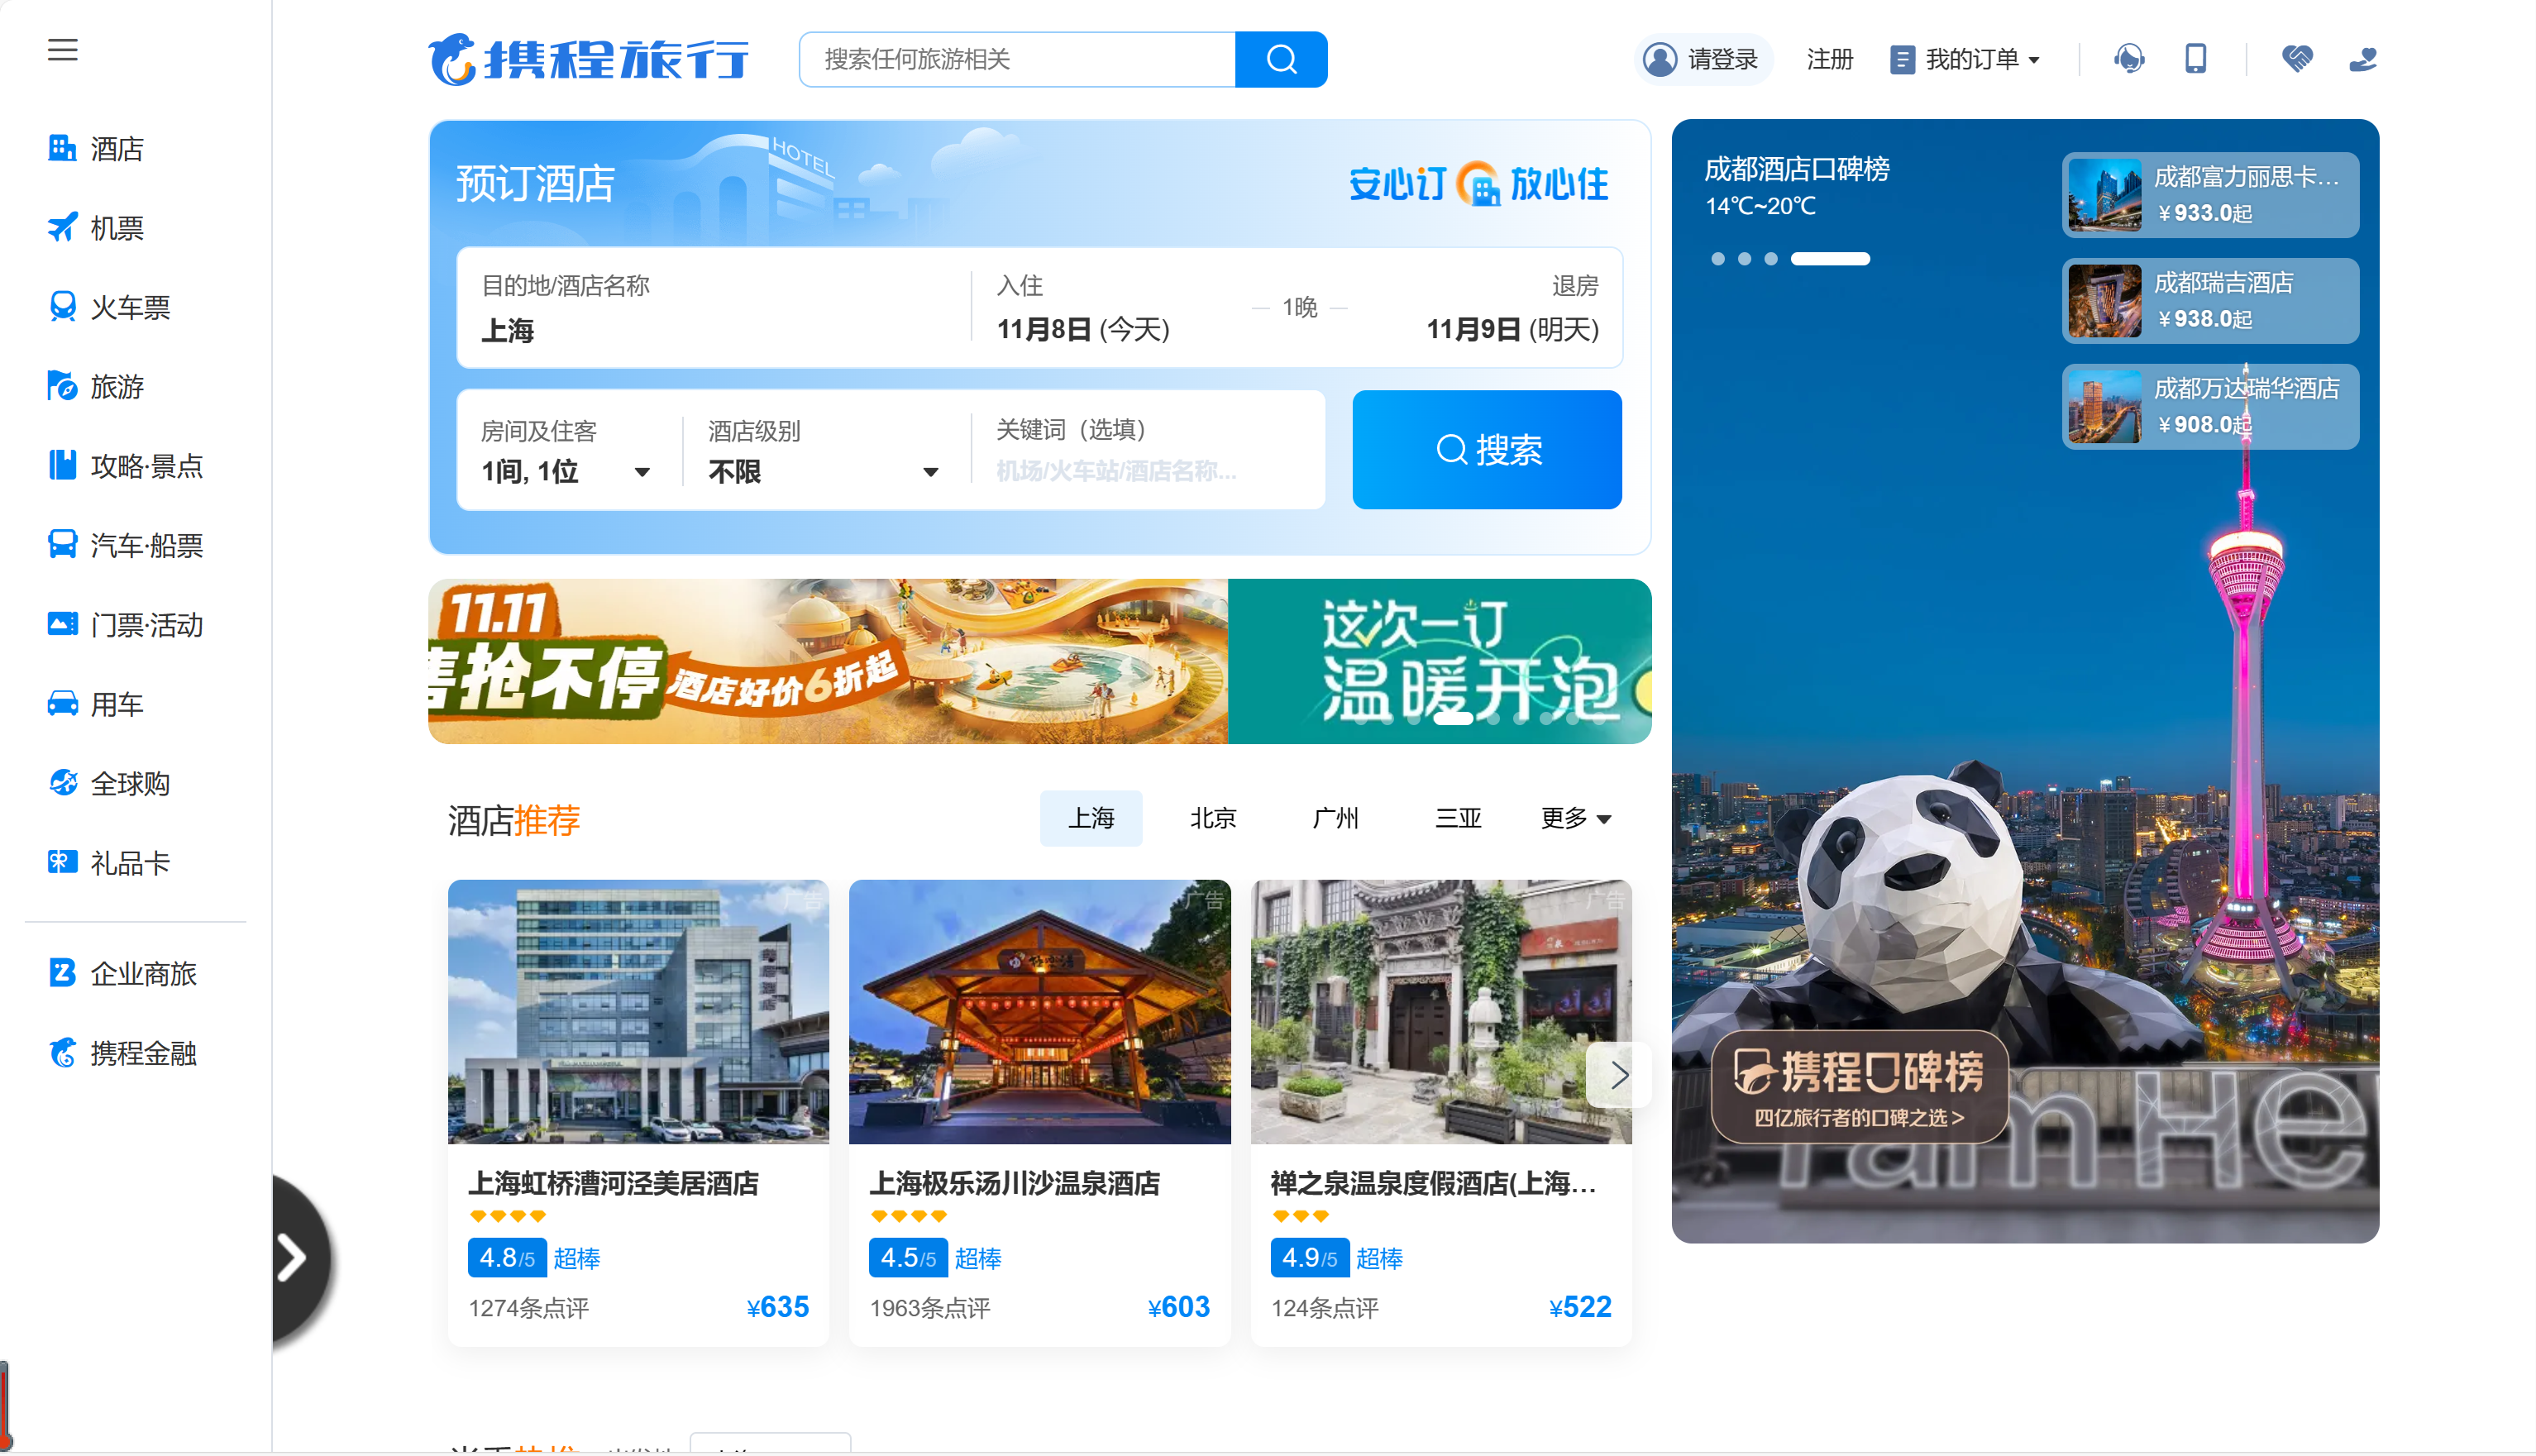 携程旅行
搜索任何旅游相关
请登录
注册
我的订单
酒店
机票
火车票
旅游
攻略·景点
汽车·船票
门票·活动
用车
全球购
礼品卡
企业商旅
携程金融
预订酒店
HOTEL
安心订
放心住
目的地/酒店名称
上海
入住
11月8日 (今天)
1晚
退房
11月9日 (明天)
房间及住客
1间, 1位
酒店级别
不限
关键词（选填）
机场/火车站/酒店名称...
搜索
11.11
售抢不停
酒店好价6折起
这次一订
温暖开泡
酒店推荐
上海
北京
广州
三亚
更多
广告
上海虹桥漕河泾美居酒店
4.8/5 超棒
1274条点评
¥635
广告
上海极乐汤川沙温泉酒店
4.5/5 超棒
1963条点评
¥603
广告
禅之泉温泉度假酒店(上海...
4.9/5 超棒
124条点评
¥522
成都酒店口碑榜
14℃~20℃
成都富力丽思卡...
¥933.0起
成都瑞吉酒店
¥938.0起
成都万达瑞华酒店
¥908.0起
携程口碑榜
四亿旅行者的口碑之选>
I am He